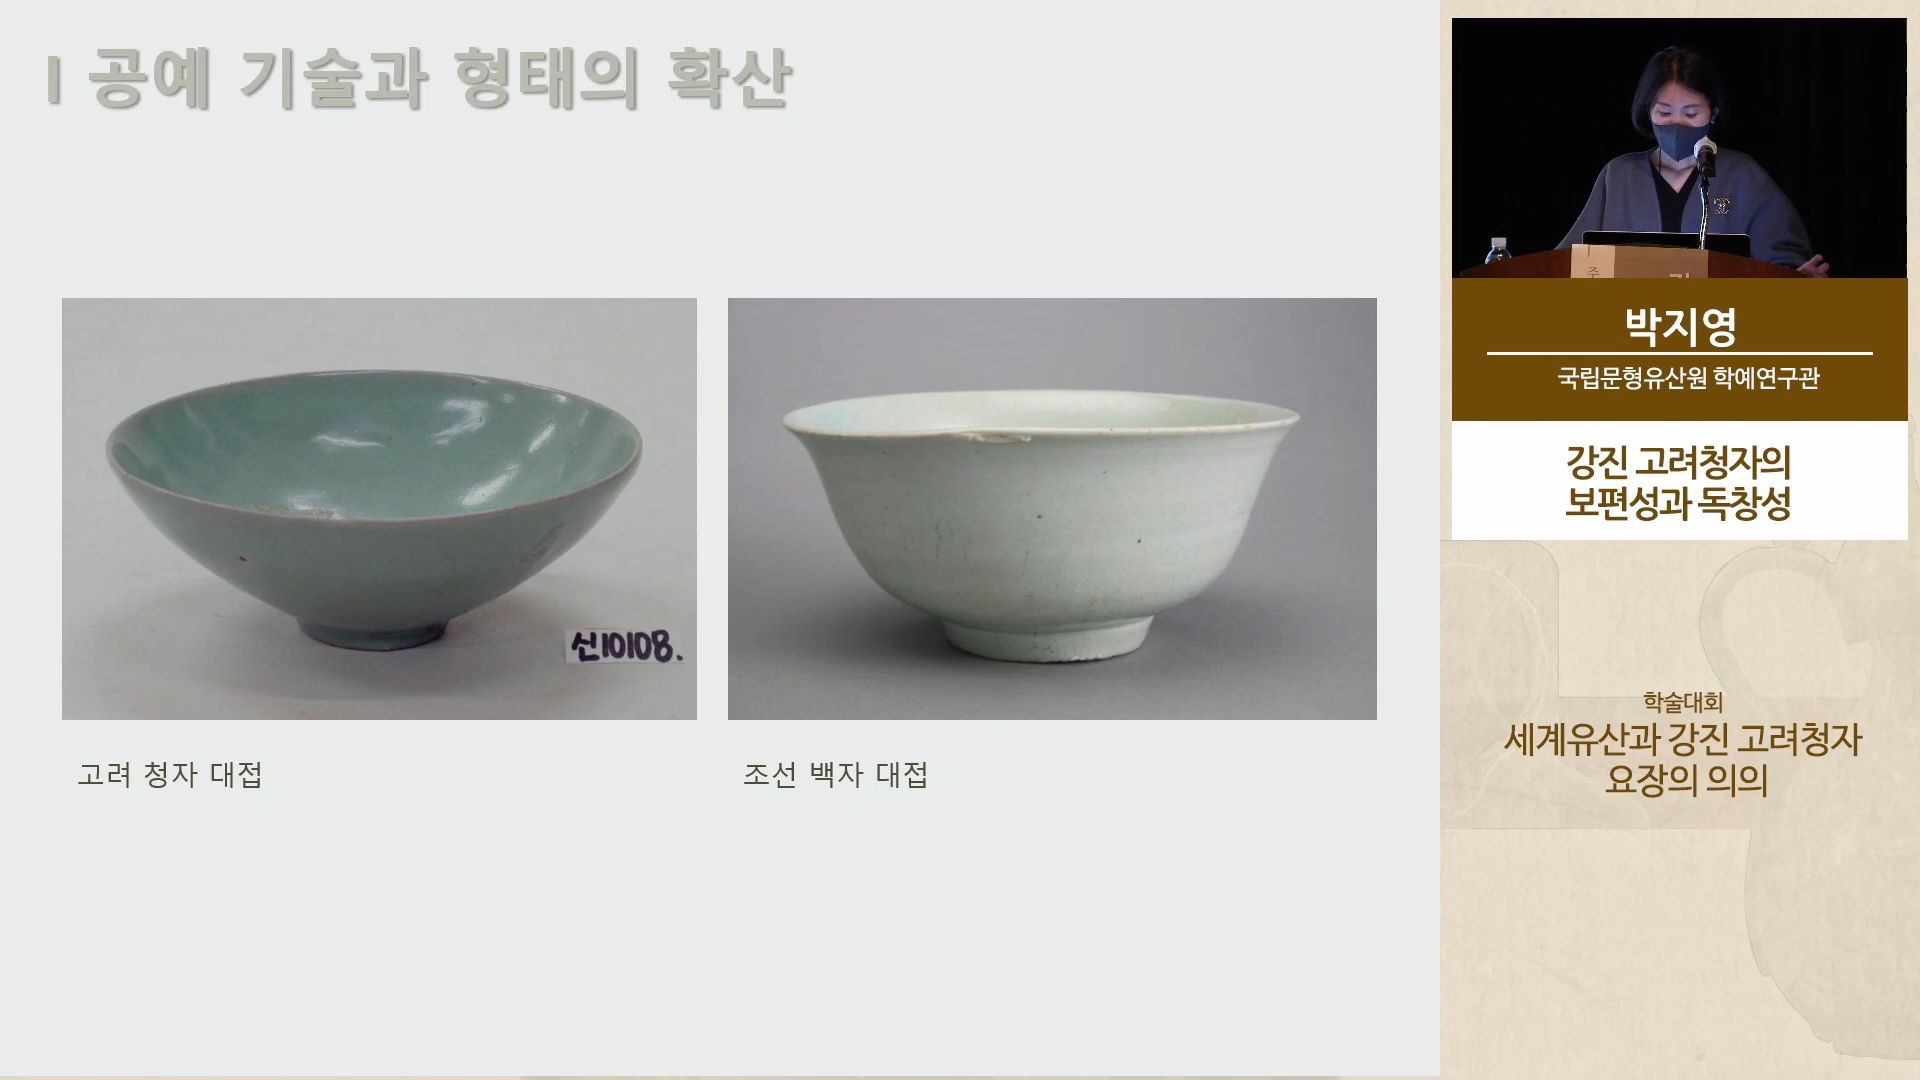 I 공예 기술과 형태의 확산
신10108.
고려 청자 대접
조선 백자 대접
주
박지영
국립문형유산원 학예연구관
강진 고려청자의
보편성과 독창성
학술대회
세계유산과 강진 고려청자
요장의 의의